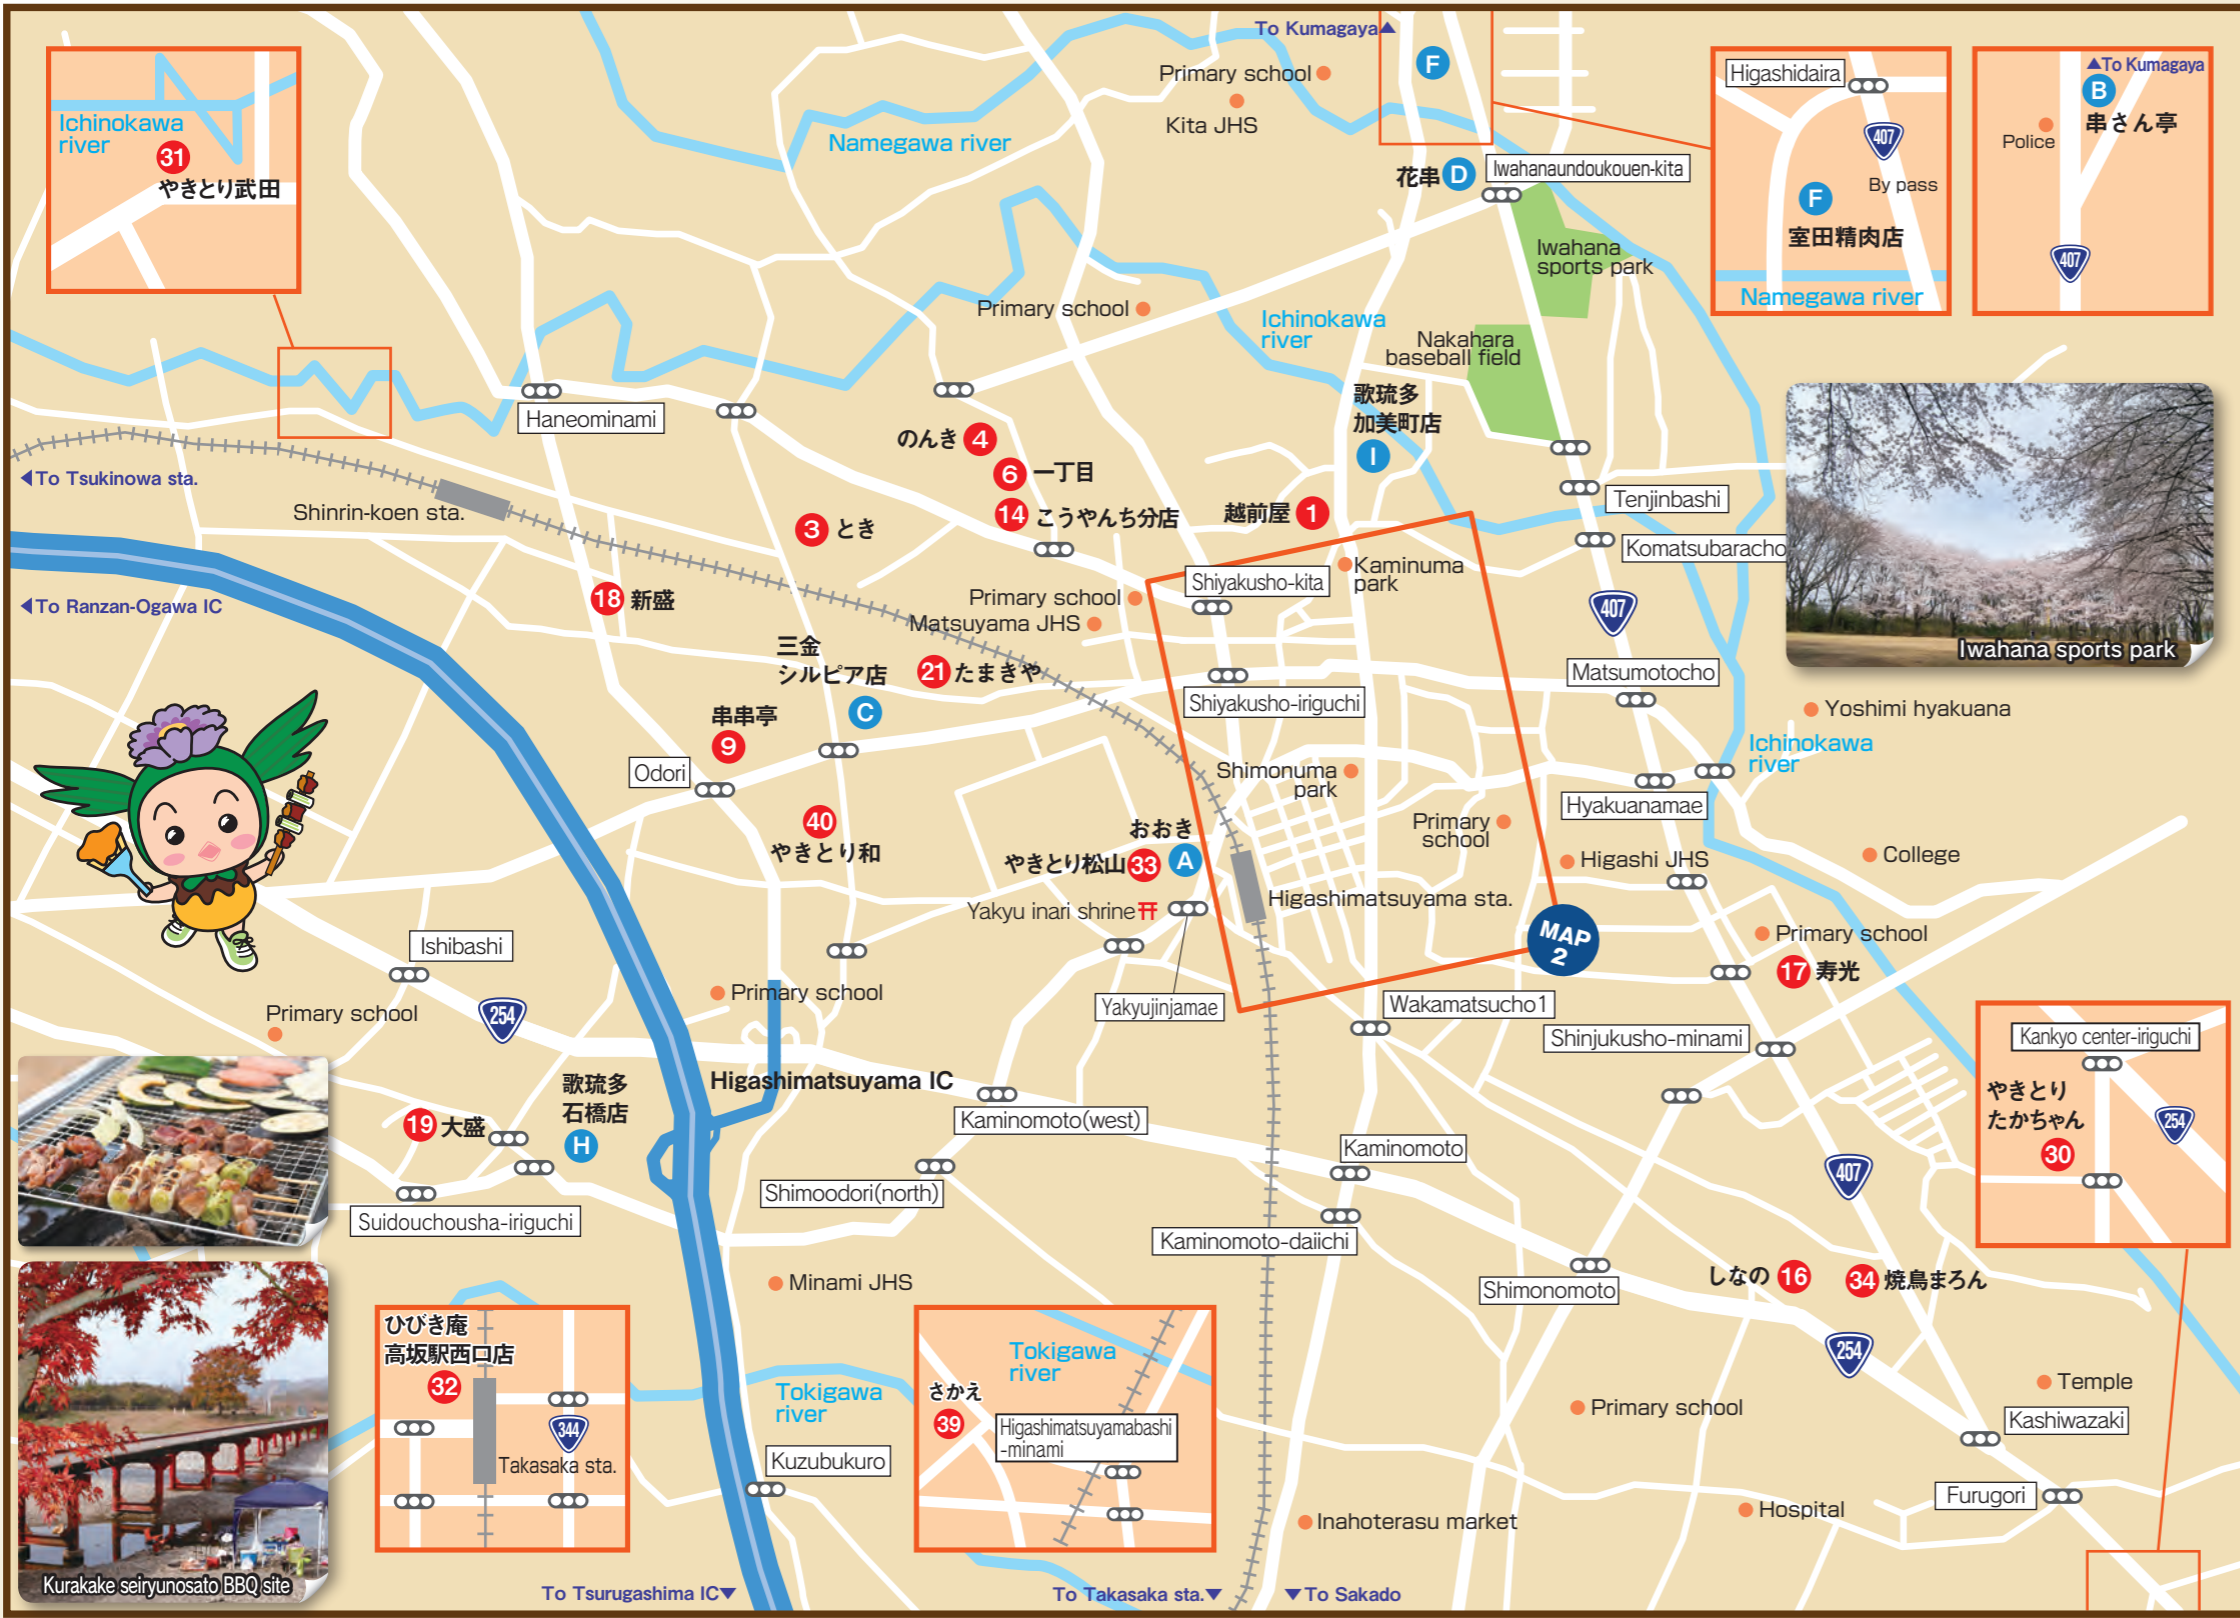 To Kumagaya▲
F
Primary school
Kita JHS
Namegawa river
花串
D
Iwahanaundoukouen-kita
Iwahana
sports park
Ichinokawa
river
31
やきとり武田
Higashidaira
407
By pass
F
室田精肉店
Namegawa river
▲To Kumagaya
B
串さん亭
Police
407
Primary school
Ichinokawa
river
Nakahara
baseball field
歌琉多
加美町店
I
Haneominami
◀To Tsukinowa sta.
Shinrin-koen sta.
のんき
4
6
一丁目
14
こうやんち分店
3
とき
越前屋
1
Tenjinbashi
Komatsubaracho
407
Iwahana sports park
Kaminuma
park
Shiyakusho-kita
Primary school
Matsuyama JHS
◀To Ranzan-Ogawa IC
18
新盛
三金
シルピア店
C
21
たまきや
Shiyakusho-iriguchi
Matsumotocho
Yoshimi hyakuana
Ichinokawa
river
串串亭
9
Odori
Shimonuma
park
Hyakuanamae
40
やきとり和
おおき
A
やきとり松山
33
Primary
school
Higashi JHS
College
Yakyu inari shrine
Higashimatsuyama sta.
MAP
2
Primary school
17
寿光
Ishibashi
254
Primary school
Primary school
Yakyujinjamae
Wakamatsucho1
Shinjukusho-minami
Higashimatsuyama IC
Kankyo center-iriguchi
やきとり
たかちゃん
30
254
歌琉多
石橋店
H
19
大盛
Suidouchousha-iriguchi
Kaminomoto(west)
Shimoodori(north)
Kaminomoto
Kaminomoto-daiichi
407
しなの
16
34
焼鳥まろん
Shimonomoto
254
Minami JHS
ひびき庵
高坂駅西口店
32
344
Takasaka sta.
Tokigawa
river
Kuzubukuro
Tokigawa
river
さかえ
39
Higashimatsuyamabashi
-minami
Primary school
Temple
Kashiwazaki
Furugori
Hospital
Inahoterasu market
Kurakake seiryunosato BBQ site
To Tsurugashima IC▼
To Takasaka sta.▼
▼To Sakado